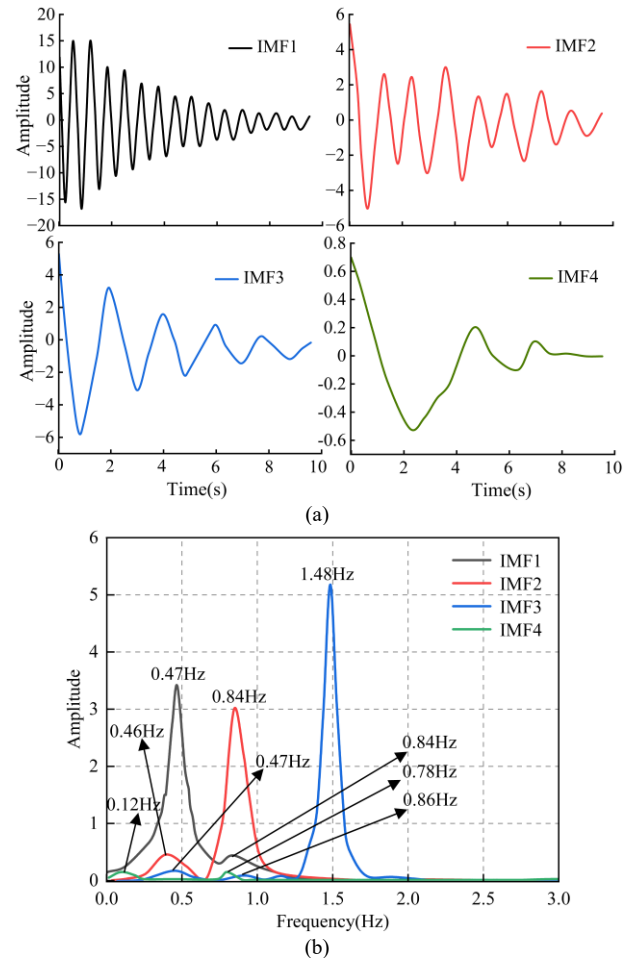 20
15
10
5
0
−5
−10
−15
20
Amplitude
IMF1
6
4
2
0
−2
−4
−6
IMF2
6
4
2
0
−2
−4
−6
Amplitude
0 2 4 6 8 10
Time(s)
IMF3
0.8
0.6
0.4
0.2
0
-0.2
-0.4
-0.6
0 2 4 6 8 10
Time(s)
IMF4
(a)
6
5
4
3
2
1
0
Amplitude
IMF1
IMF2
IMF3
IMF4
1.48Hz
0.47Hz
0.84Hz
0.46Hz
0.47Hz
0.84Hz
0.78Hz
0.12Hz
0.86Hz
0.0 0.5 1.0 1.5 2.0 2.5 3.0
Frequency(Hz)
(b)